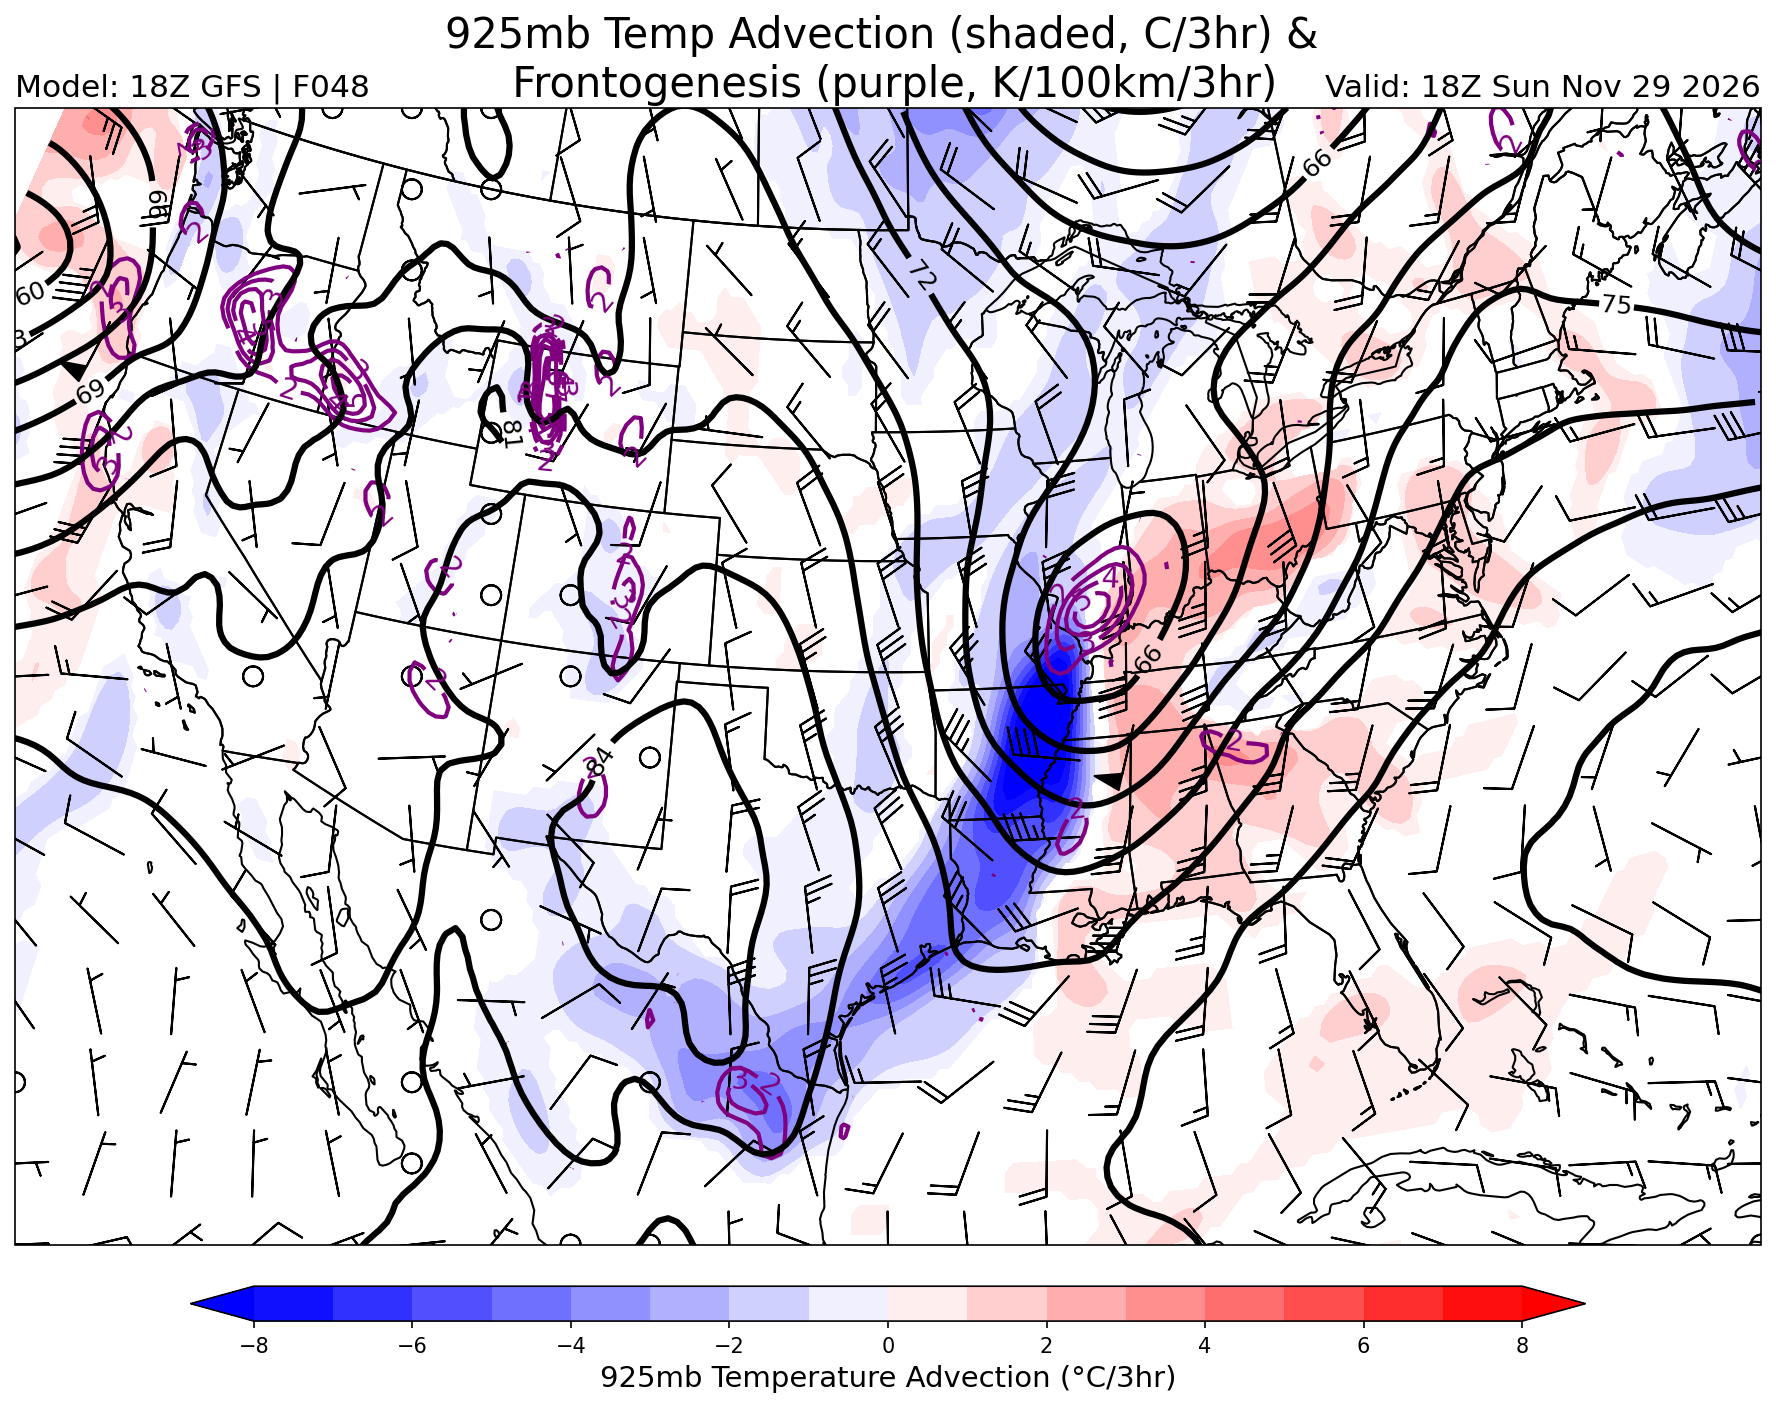 925mb Temp Advection (shaded, C/3hr) &
Frontogenesis (purple, K/100km/3hr)
Model: 18Z GFS | F048
Valid: 18Z Sun Nov 29 2026
66
69
72
60
75
69
81
66
84
−8 −6 −4 −2 0 2 4 6 8
925mb Temperature Advection (°C/3hr)